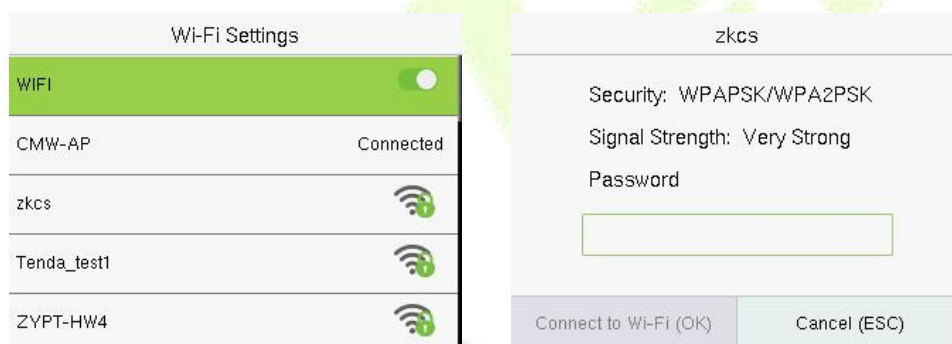 Wi-Fi Settings
WIFI
CMW-AP Connected
zkcs
Tenda_test1
ZYPT-HW4
zkcs
Security: WPAPSK/WPA2PSK
Signal Strength: Very Strong
Password
Connect to Wi-Fi (OK) Cancel (ESC)